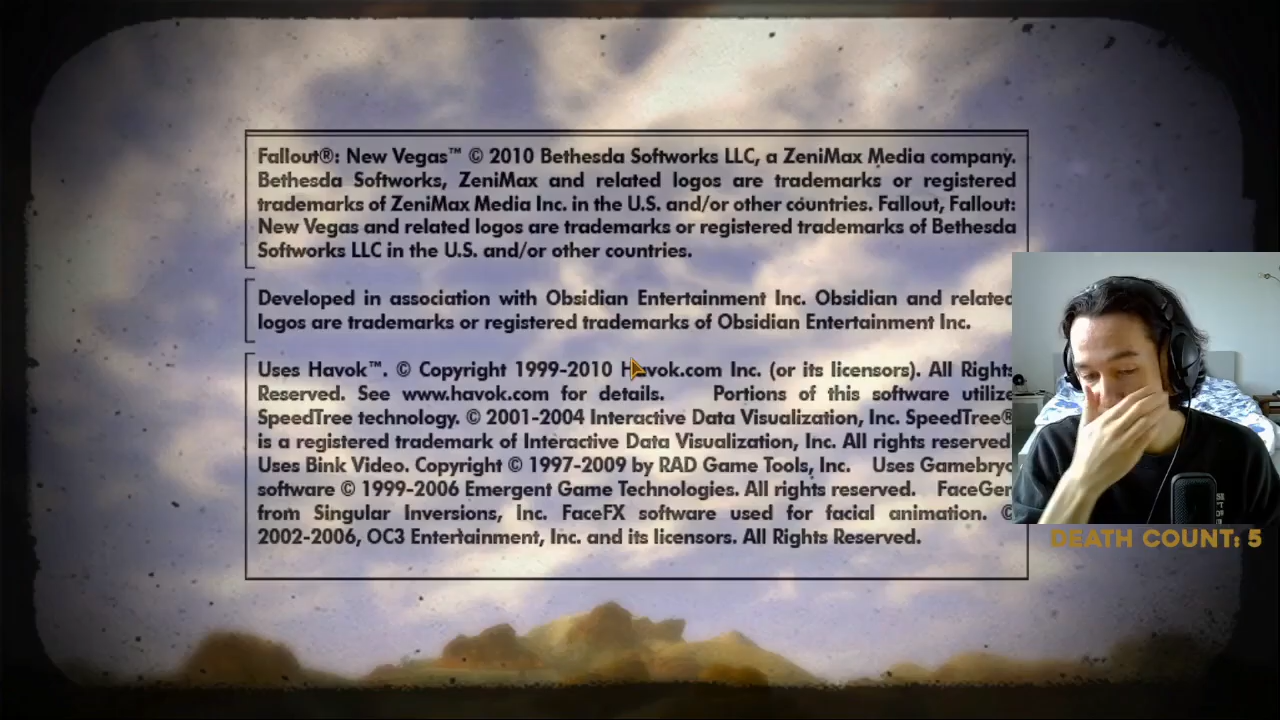 Fallout®: New Vegas™ © 2010 Bethesda Softworks LLC, a ZeniMax Media company.
Bethesda Softworks, ZeniMax and related logos are trademarks or registered
trademarks of ZeniMax Media Inc. in the U.S. and/or other countries. Fallout, Fallout:
New Vegas and related logos are trademarks or registered trademarks of Bethesda
Softworks LLC in the U.S. and/or other countries.
Developed in association with Obsidian Entertainment Inc. Obsidian and related
logos are trademarks or registered trademarks of Obsidian Entertainment Inc.
Uses Havok™. © Copyright 1999-2010 Havok.com Inc. (or its licensors). All Rights
Reserved. See www.havok.com for details. Portions of this software utilize
SpeedTree technology. © 2001-2004 Interactive Data Visualization, Inc. SpeedTree®
is a registered trademark of Interactive Data Visualization, Inc. All rights reserved
Uses Bink Video. Copyright © 1997-2009 by RAD Game Tools, Inc. Uses Gamebryo
software © 1999-2006 Emergent Game Technologies. All rights reserved. FaceGen
from Singular Inversions, Inc. FaceFX software used for facial animation. ©
2002-2006, OC3 Entertainment, Inc. and its licensors. All Rights Reserved.
DEATH COUNT: 5